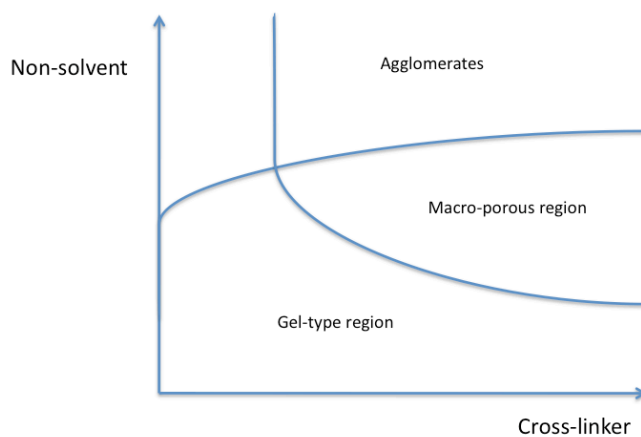 Non-solvent
Agglomerates
Macro-porous region
Gel-type region
Cross-linker